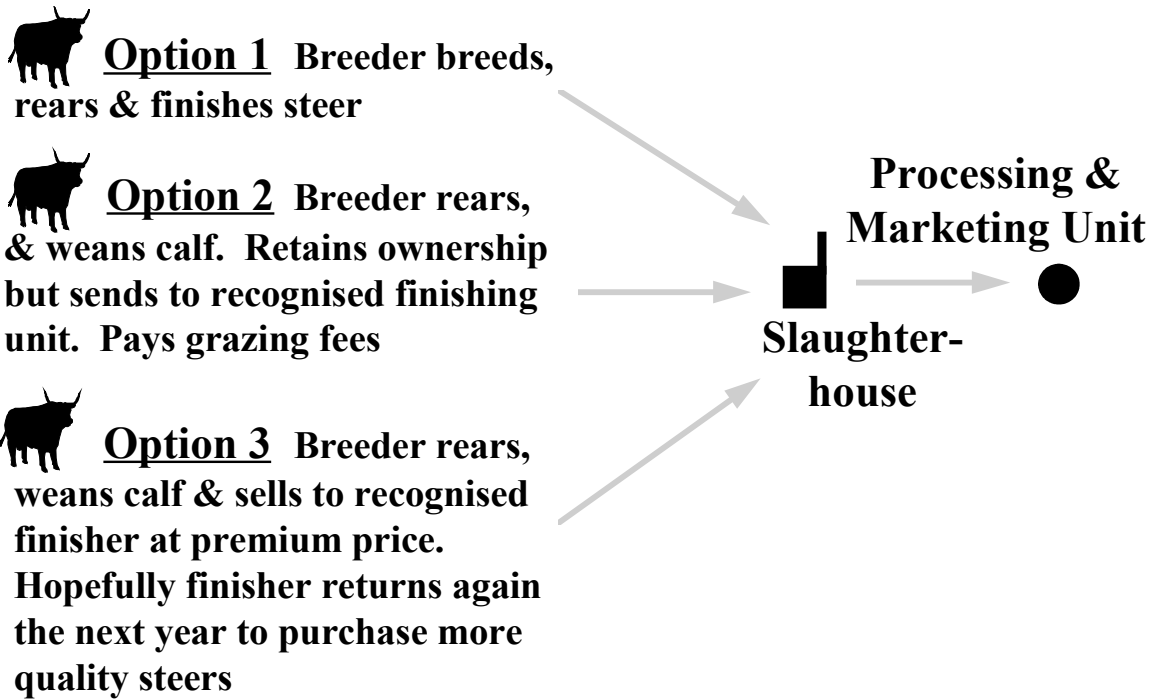 Option 1 Breeder breeds,
rears & finishes steer
Option 2 Breeder rears,
& weans calf. Retains ownership
but sends to recognised finishing
unit. Pays grazing fees
Option 3 Breeder rears,
weans calf & sells to recognised
finisher at premium price.
Hopefully finisher returns again
the next year to purchase more
quality steers
Slaughter-
house
Processing &
Marketing Unit